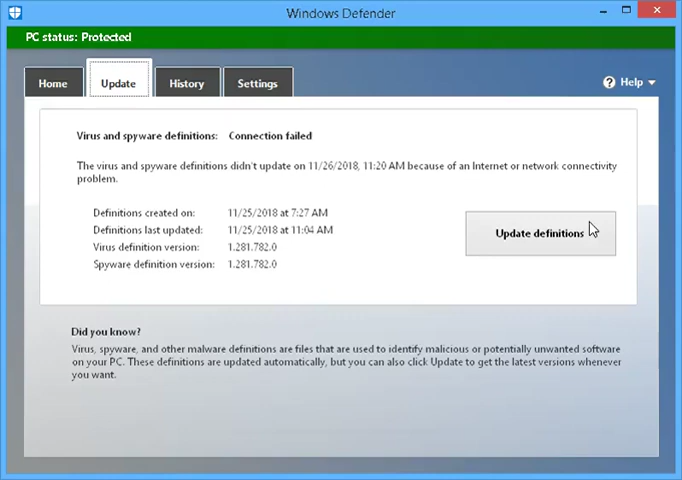 Windows Defender
PC status: Protected
Home
Update
History
Settings
Help
Virus and spyware definitions: Connection failed
The virus and spyware definitions didn't update on 11/26/2018, 11:20 AM because of an Internet or network connectivity
problem.
Definitions created on: 11/25/2018 at 7:27 AM
Definitions last updated: 11/25/2018 at 11:04 AM
Virus definition version: 1.281.782.0
Spyware definition version: 1.281.782.0
Update definitions
Did you know?
Virus, spyware, and other malware definitions are files that are used to identify malicious or potentially unwanted software
on your PC. These definitions are updated automatically, but you can also click Update to get the latest versions whenever
you want.